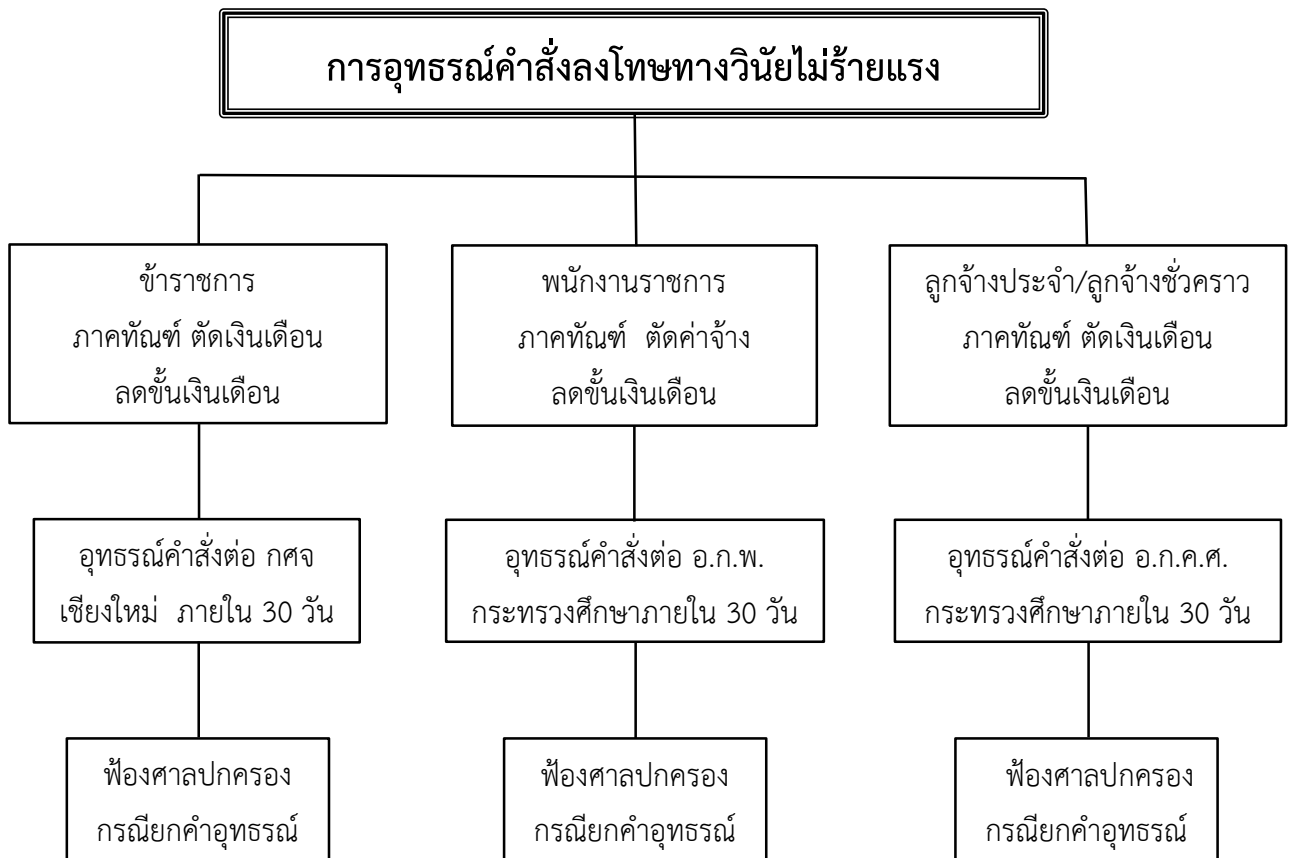 การอุทธรณ์คำสั่งลงโทษทางวินัยไม่ร้ายแรง
ข้าราชการ
ภาคทัณฑ์ ตัดเงินเดือน
ลดขั้นเงินเดือน
พนักงานราชการ
ภาคทัณฑ์ ตัดค่าจ้าง
ลดขั้นเงินเดือน
ลูกจ้างประจำ/ลูกจ้างชั่วคราว
ภาคทัณฑ์ ตัดเงินเดือน
ลดขั้นเงินเดือน
อุทธรณ์คำสั่งต่อ กศจ
เชียงใหม่ ภายใน 30 วัน
อุทธรณ์คำสั่งต่อ อ.ก.พ.
กระทรวงศึกษาภายใน 30 วัน
อุทธรณ์คำสั่งต่อ อ.ก.ค.ศ.
กระทรวงศึกษาภายใน 30 วัน
ฟ้องศาลปกครอง
กรณียกคำอุทธรณ์
ฟ้องศาลปกครอง
กรณียกคำอุทธรณ์
ฟ้องศาลปกครอง
กรณียกคำอุทธรณ์